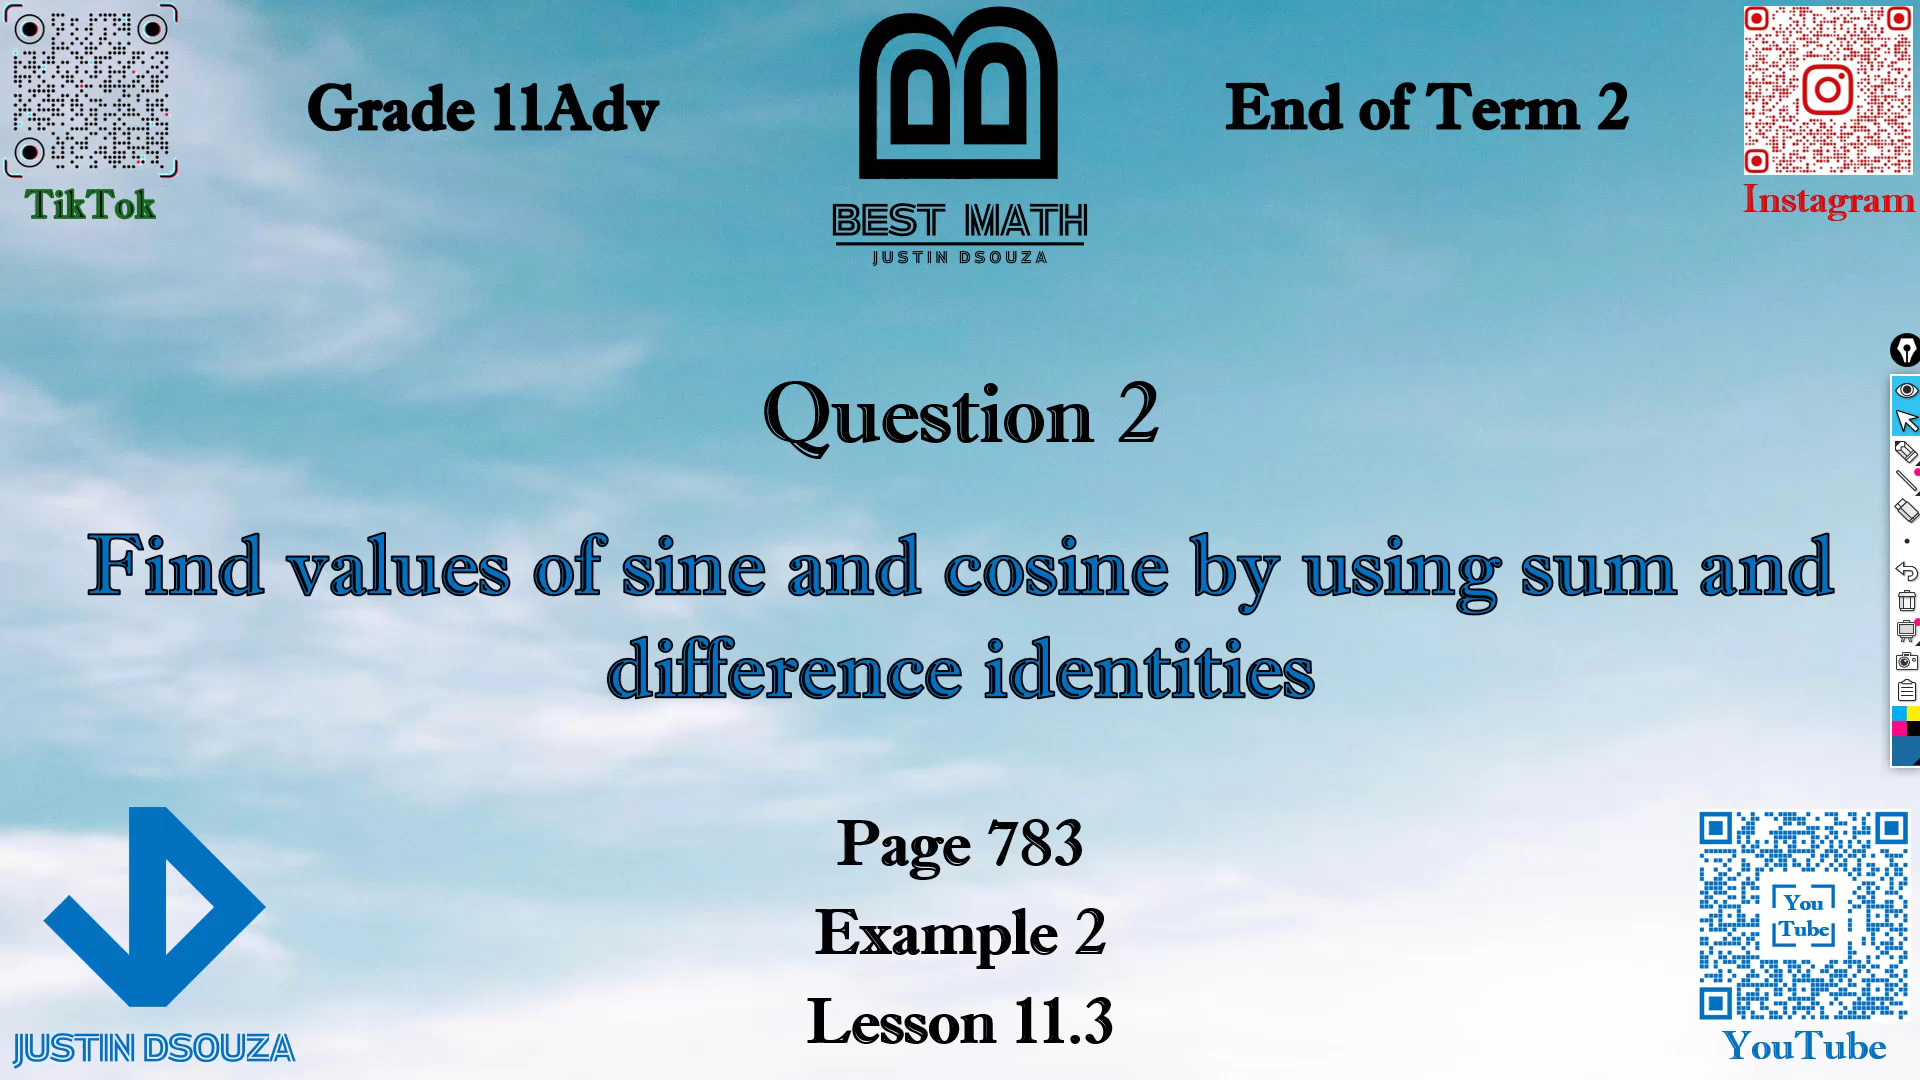 Grade 11Adv
End of Term 2
TikTok
Instagram
BEST MATH
JUSTIN DSOUZA
Question 2
Find values of sine and cosine by using sum and
difference identities
Page 783
Example 2
Lesson 11.3
JUSTIN DSOUZA
You
Tube
YouTube